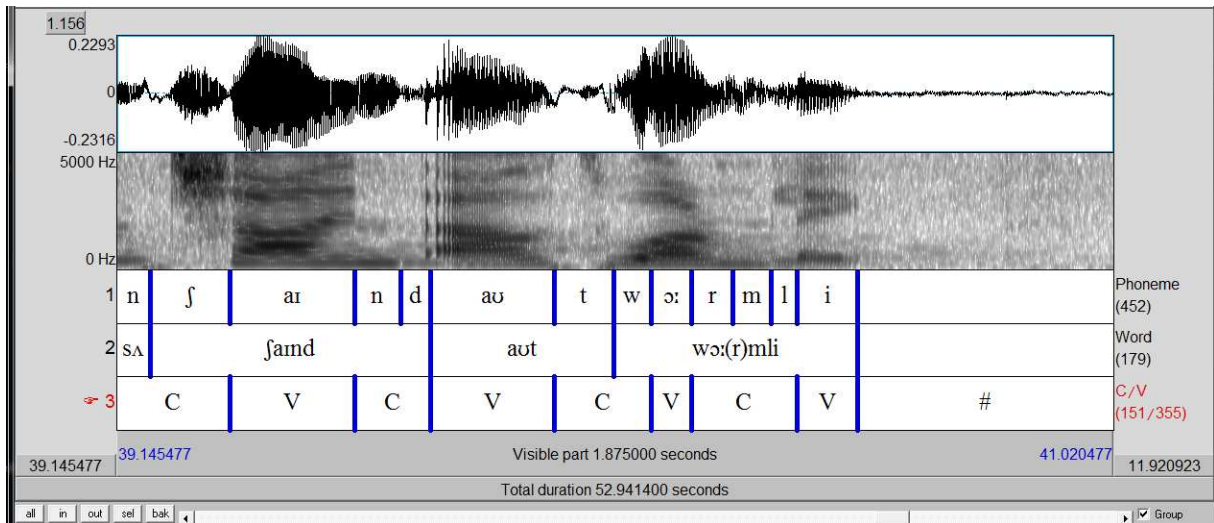 1.156
0.2293
0
-0.2316
5000 Hz
0 Hz
1 n ʃ aɪ n d aʊ t w ɔː r m l i Phoneme
(452)
2 sʌ ʃaɪnd aʊt wɔː(r)mli Word
(179)
☞ 3 C V C V C V C V # C/V
(151/355)
39.145477 39.145477 Visible part 1.875000 seconds 41.020477 11.920923
Total duration 52.941400 seconds
all in out sel bak Group